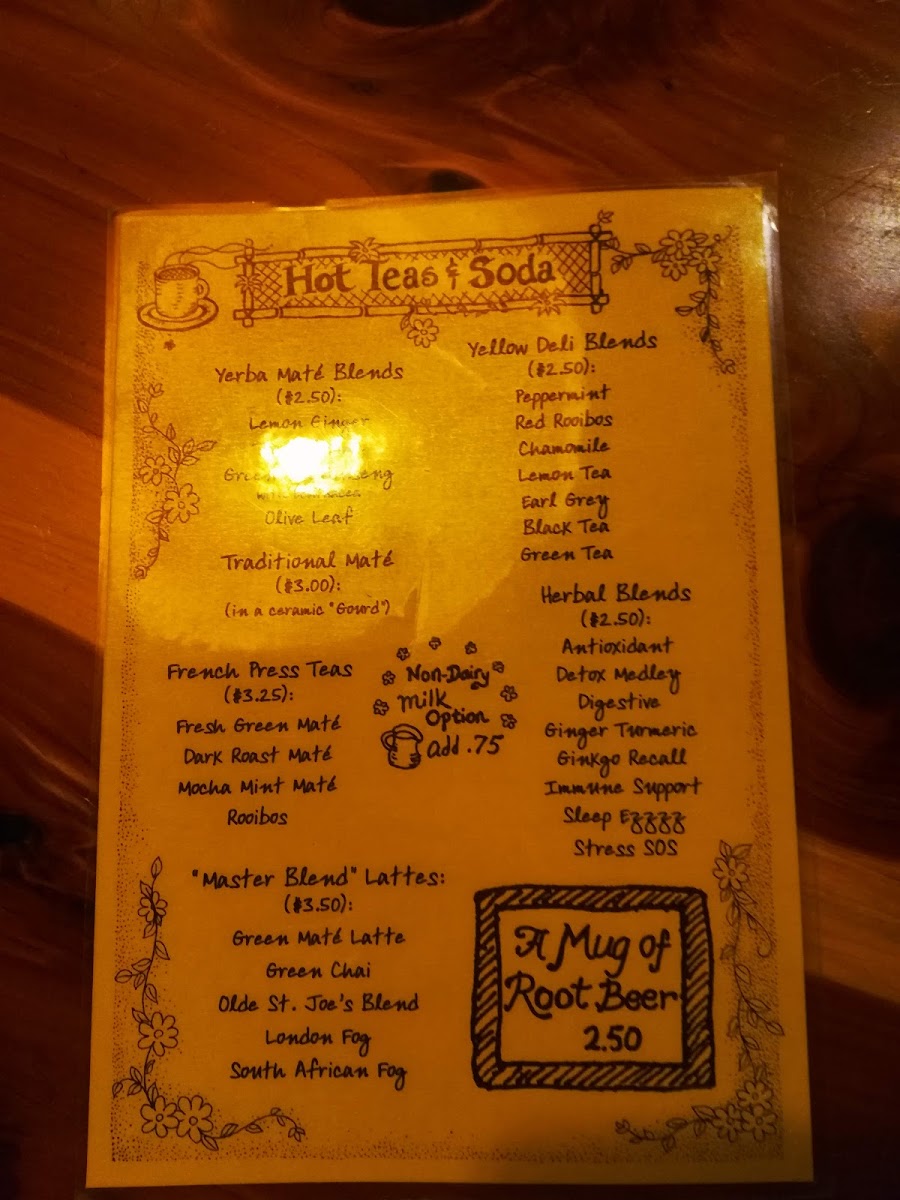 Hot Teas & Soda
Yerba Maté Blends
($2.50):
Lemon Ginger
Olive Leaf
Traditional Maté
($3.00):
(in a ceramic "Gourd")
French Press Teas
($3.25):
Fresh Green Maté
Dark Roast Maté
Mocha Mint Maté
Rooibos
"Master Blend" Lattes:
($3.50):
Green Maté Latte
Green Chai
Olde St. Joe's Blend
London Fog
South African Fog
Non-Dairy
Milk
Option
add .75
Yellow Deli Blends
($2.50):
Peppermint
Red Rooibos
Chamomile
Lemon Tea
Earl Grey
Black Tea
Green Tea
Herbal Blends
($2.50):
Antioxidant
Detox Medley
Digestive
Ginger Turmeric
Ginkgo Recall
Immune Support
Sleep Ezzzz
Stress SOS
A Mug of
Root Beer
2.50